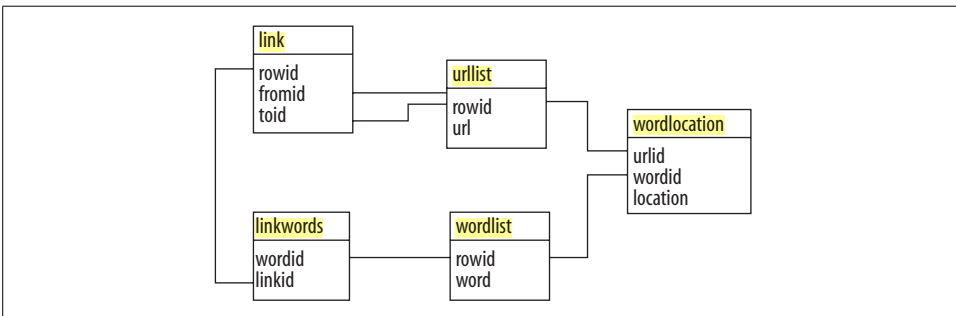 link
rowid
fromid
toid
urllist
rowid
url
wordlocation
urlid
wordid
location
linkwords
wordid
linkid
wordlist
rowid
word